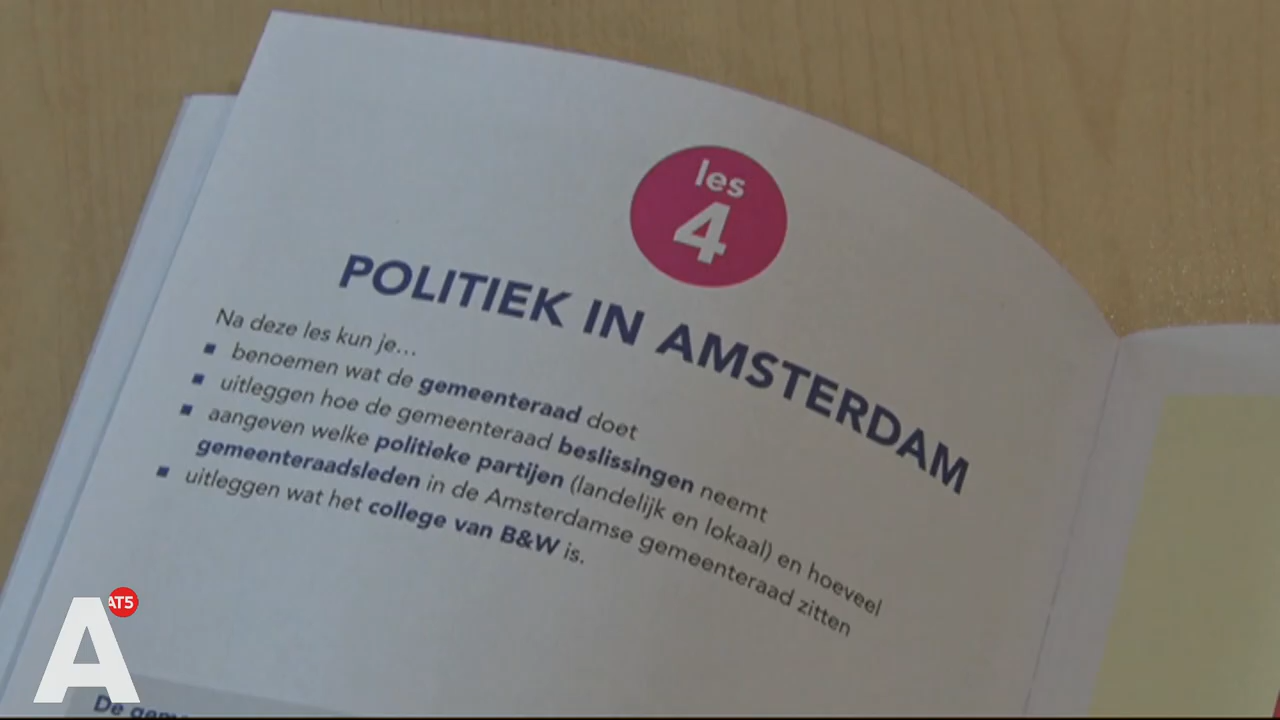 les
4
POLITIEK IN AMSTERDAM
Na deze les kun je...
▪ benoemen wat de gemeenteraad doet
▪ uitleggen hoe de gemeenteraad beslissingen neemt
▪ aangeven welke politieke partijen (landelijk en lokaal) en hoeveel
gemeenteraadsleden in de Amsterdamse gemeenteraad zitten
▪ uitleggen wat het college van B&W is.
De
A AT5